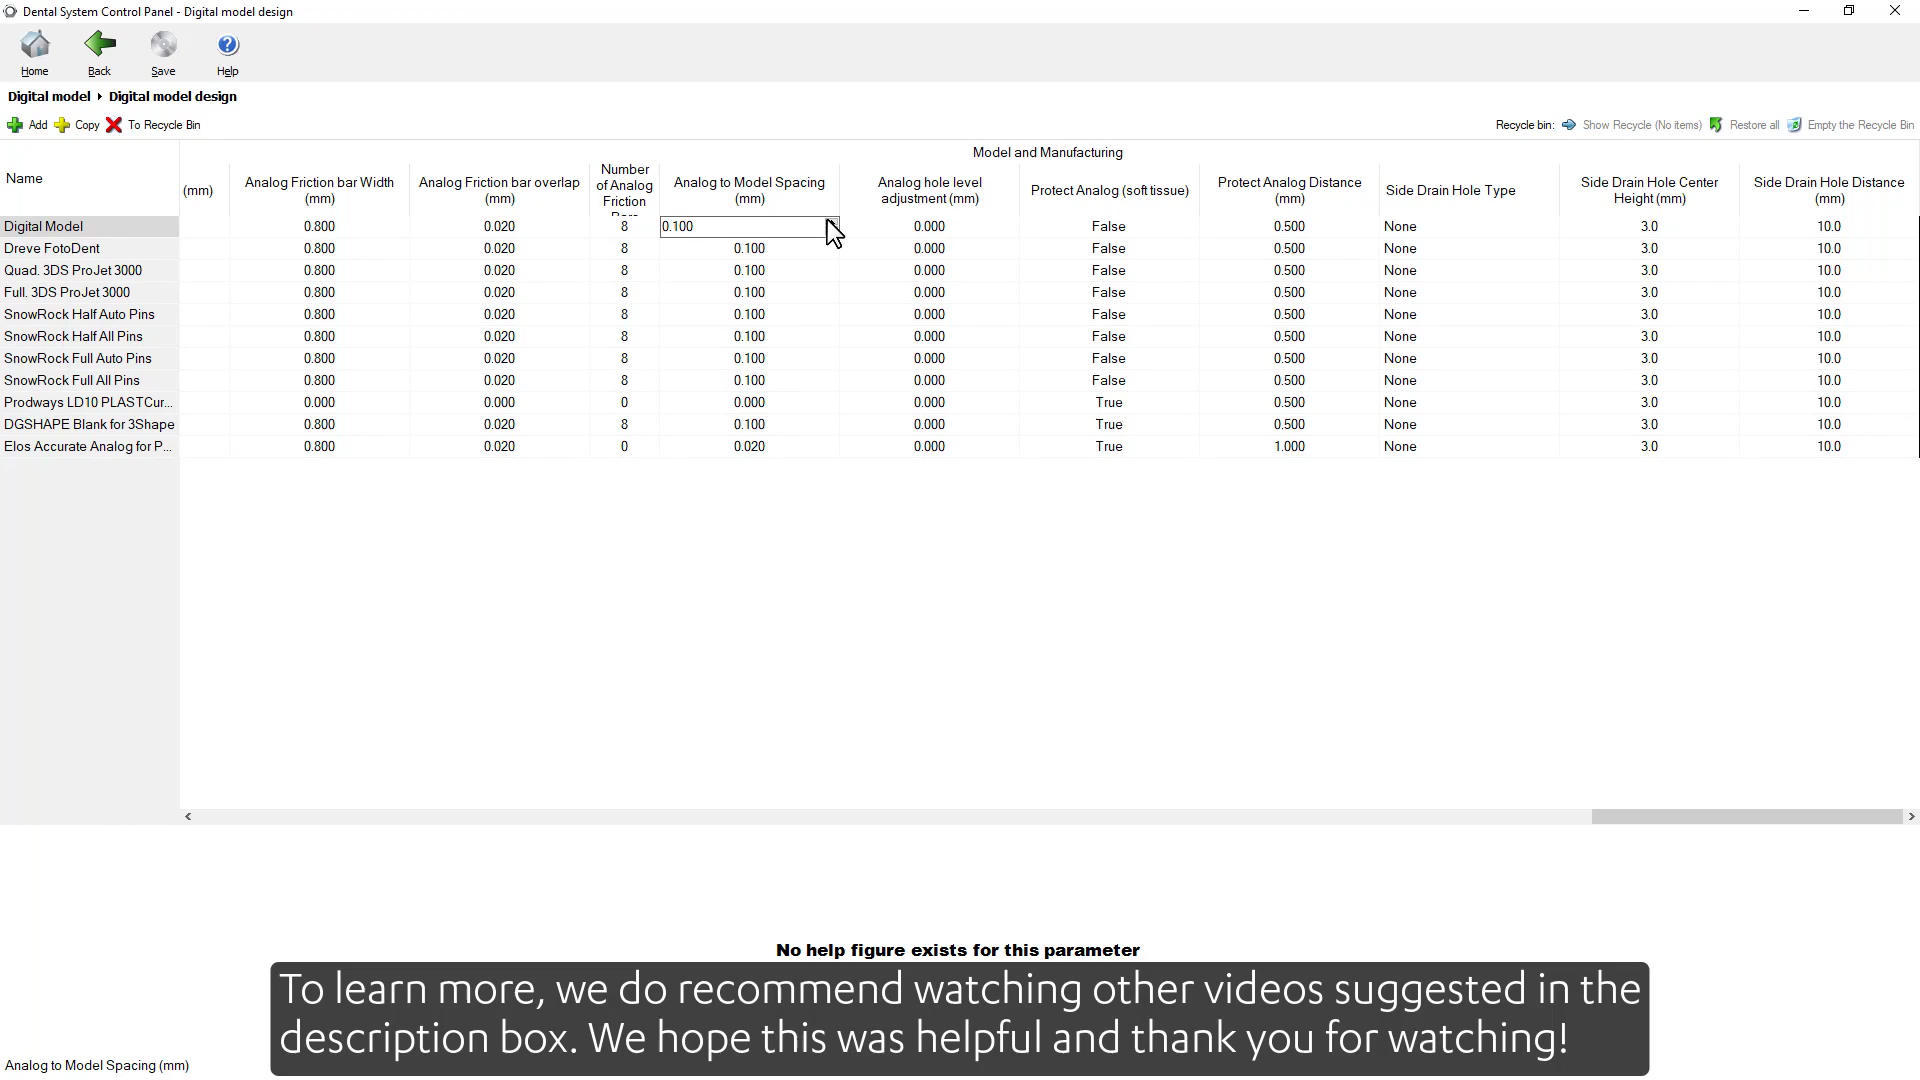 Dental System Control Panel - Digital model design
Home Back Save Help
Digital model Digital model design
Add Copy To Recycle Bin Recycle bin: Show Recycle (No items) Restore all Empty the Recycle Bin
Model and Manufacturing
Name (mm) Analog Friction bar Width (mm) Analog Friction bar overlap (mm) Number of Analog Friction Bars Analog to Model Spacing (mm) Analog hole level adjustment (mm) Protect Analog (soft tissue) Protect Analog Distance (mm) Side Drain Hole Type Side Drain Hole Center Height (mm) Side Drain Hole Distance (mm)
Digital Model 0.800 0.020 8 0.100 0.000 False 0.500 None 3.0 10.0
Dreve FotoDent 0.800 0.020 8 0.100 0.000 False 0.500 None 3.0 10.0
Quad. 3DS ProJet 3000 0.800 0.020 8 0.100 0.000 False 0.500 None 3.0 10.0
Full. 3DS ProJet 3000 0.800 0.020 8 0.100 0.000 False 0.500 None 3.0 10.0
SnowRock Half Auto Pins 0.800 0.020 8 0.100 0.000 False 0.500 None 3.0 10.0
SnowRock Half All Pins 0.800 0.020 8 0.100 0.000 False 0.500 None 3.0 10.0
SnowRock Full Auto Pins 0.800 0.020 8 0.100 0.000 False 0.500 None 3.0 10.0
SnowRock Full All Pins 0.800 0.020 8 0.100 0.000 False 0.500 None 3.0 10.0
Prodways LD10 PLASTCur... 0.000 0.000 0 0.000 0.000 True 0.500 None 3.0 10.0
DGSHAPE Blank for 3Shape 0.800 0.020 8 0.100 0.000 True 0.500 None 3.0 10.0
Elos Accurate Analog for P... 0.800 0.020 0 0.020 0.000 True 1.000 None 3.0 10.0
No help figure exists for this parameter
To learn more, we do recommend watching other videos suggested in the
description box. We hope this was helpful and thank you for watching!
Analog to Model Spacing (mm)